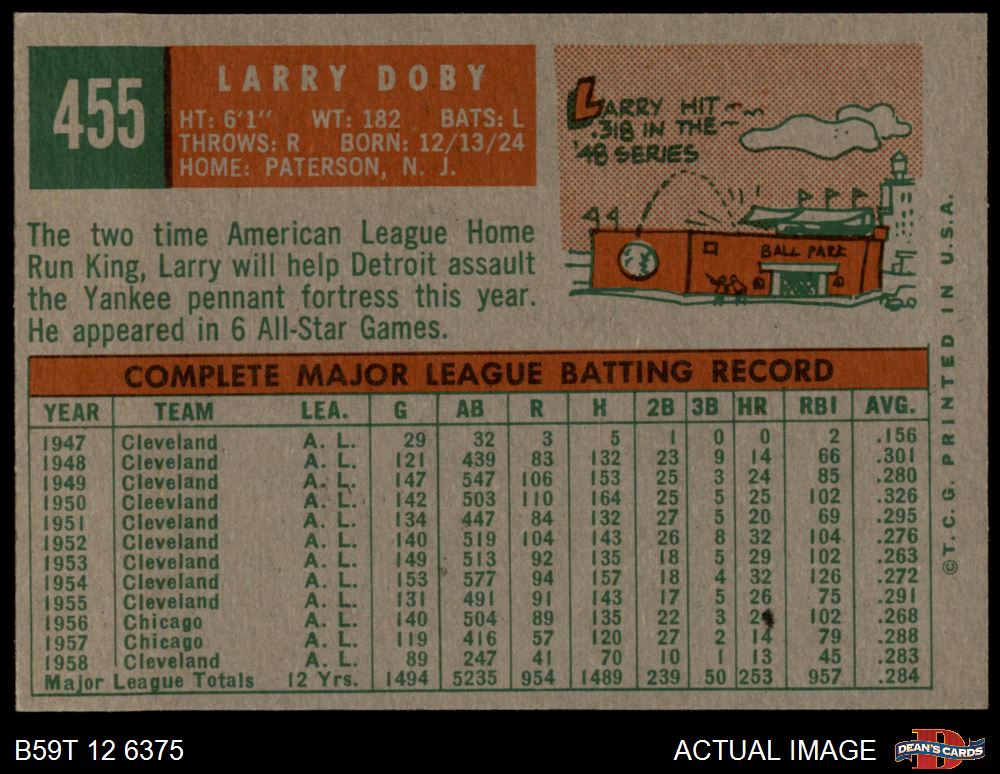 455
LARRY DOBY
HT: 6'1" WT: 182 BATS: L
THROWS: R BORN: 12/13/24
HOME: PATERSON, N. J.
LARRY HIT
.318 IN THE
'48 SERIES
BALL PARK
The two time American League Home
Run King, Larry will help Detroit assault
the Yankee pennant fortress this year.
He appeared in 6 All-Star Games.
COMPLETE MAJOR LEAGUE BATTING RECORD
YEAR TEAM LEA. G AB R H 2B 3B HR RBI AVG.
1947 Cleveland A. L. 29 32 3 5 1 0 0 2 .156
1948 Cleveland A. L. 121 439 83 132 23 9 14 66 .301
1949 Cleveland A. L. 147 547 106 153 25 3 24 85 .280
1950 Cleeviland A. L. 142 503 110 164 25 5 25 102 .326
1951 Cleveland A. L. 134 447 84 132 27 5 20 69 .295
1952 Cleveland A. L. 140 519 104 143 26 8 32 104 .276
1953 Cleveland A. L. 149 513 92 135 18 5 29 102 .263
1954 Cleveland A. L. 153 577 94 157 18 4 32 126 .272
1955 Cleveland A. L. 131 491 91 143 17 5 26 75 .291
1956 Chicago A. L. 140 504 89 135 22 3 102 .268
1957 Chicago A. L. 119 416 57 120 27 2 14 79 .288
1958 Cleveland A. L. 89 247 41 70 10 1 13 45 .283
Major League Totals 12 Yrs. 1494 5235 954 1489 239 50 253 957 .284
©T.C.G. PRINTED IN U.S.A.
B59T 12 6375
ACTUAL IMAGE
D
DEAN'S CARDS